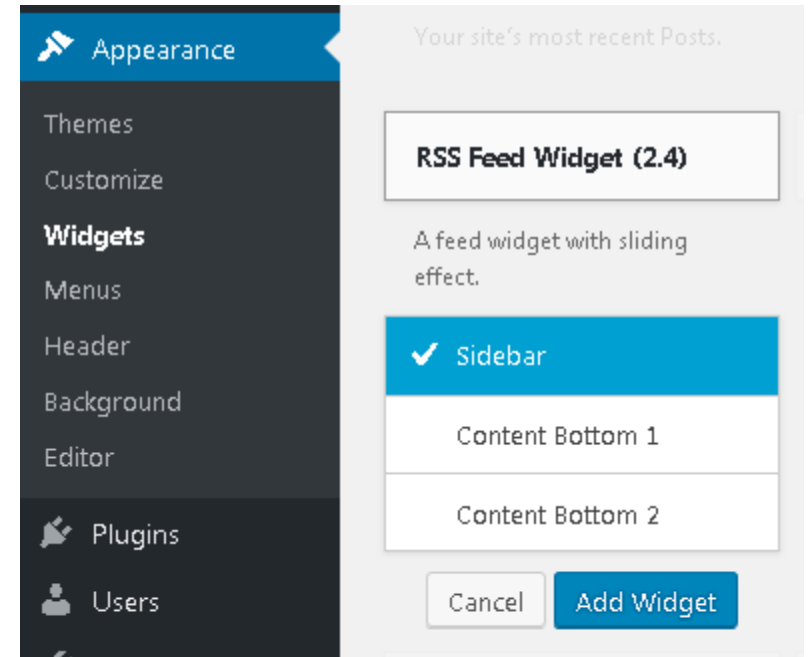 Appearance
Themes
Customize
Widgets
Menus
Header
Background
Editor
Plugins
Users
Your site's most recent Posts.
RSS Feed Widget (2.4)
A feed widget with sliding
effect.
Sidebar
Content Bottom 1
Content Bottom 2
Cancel
Add Widget